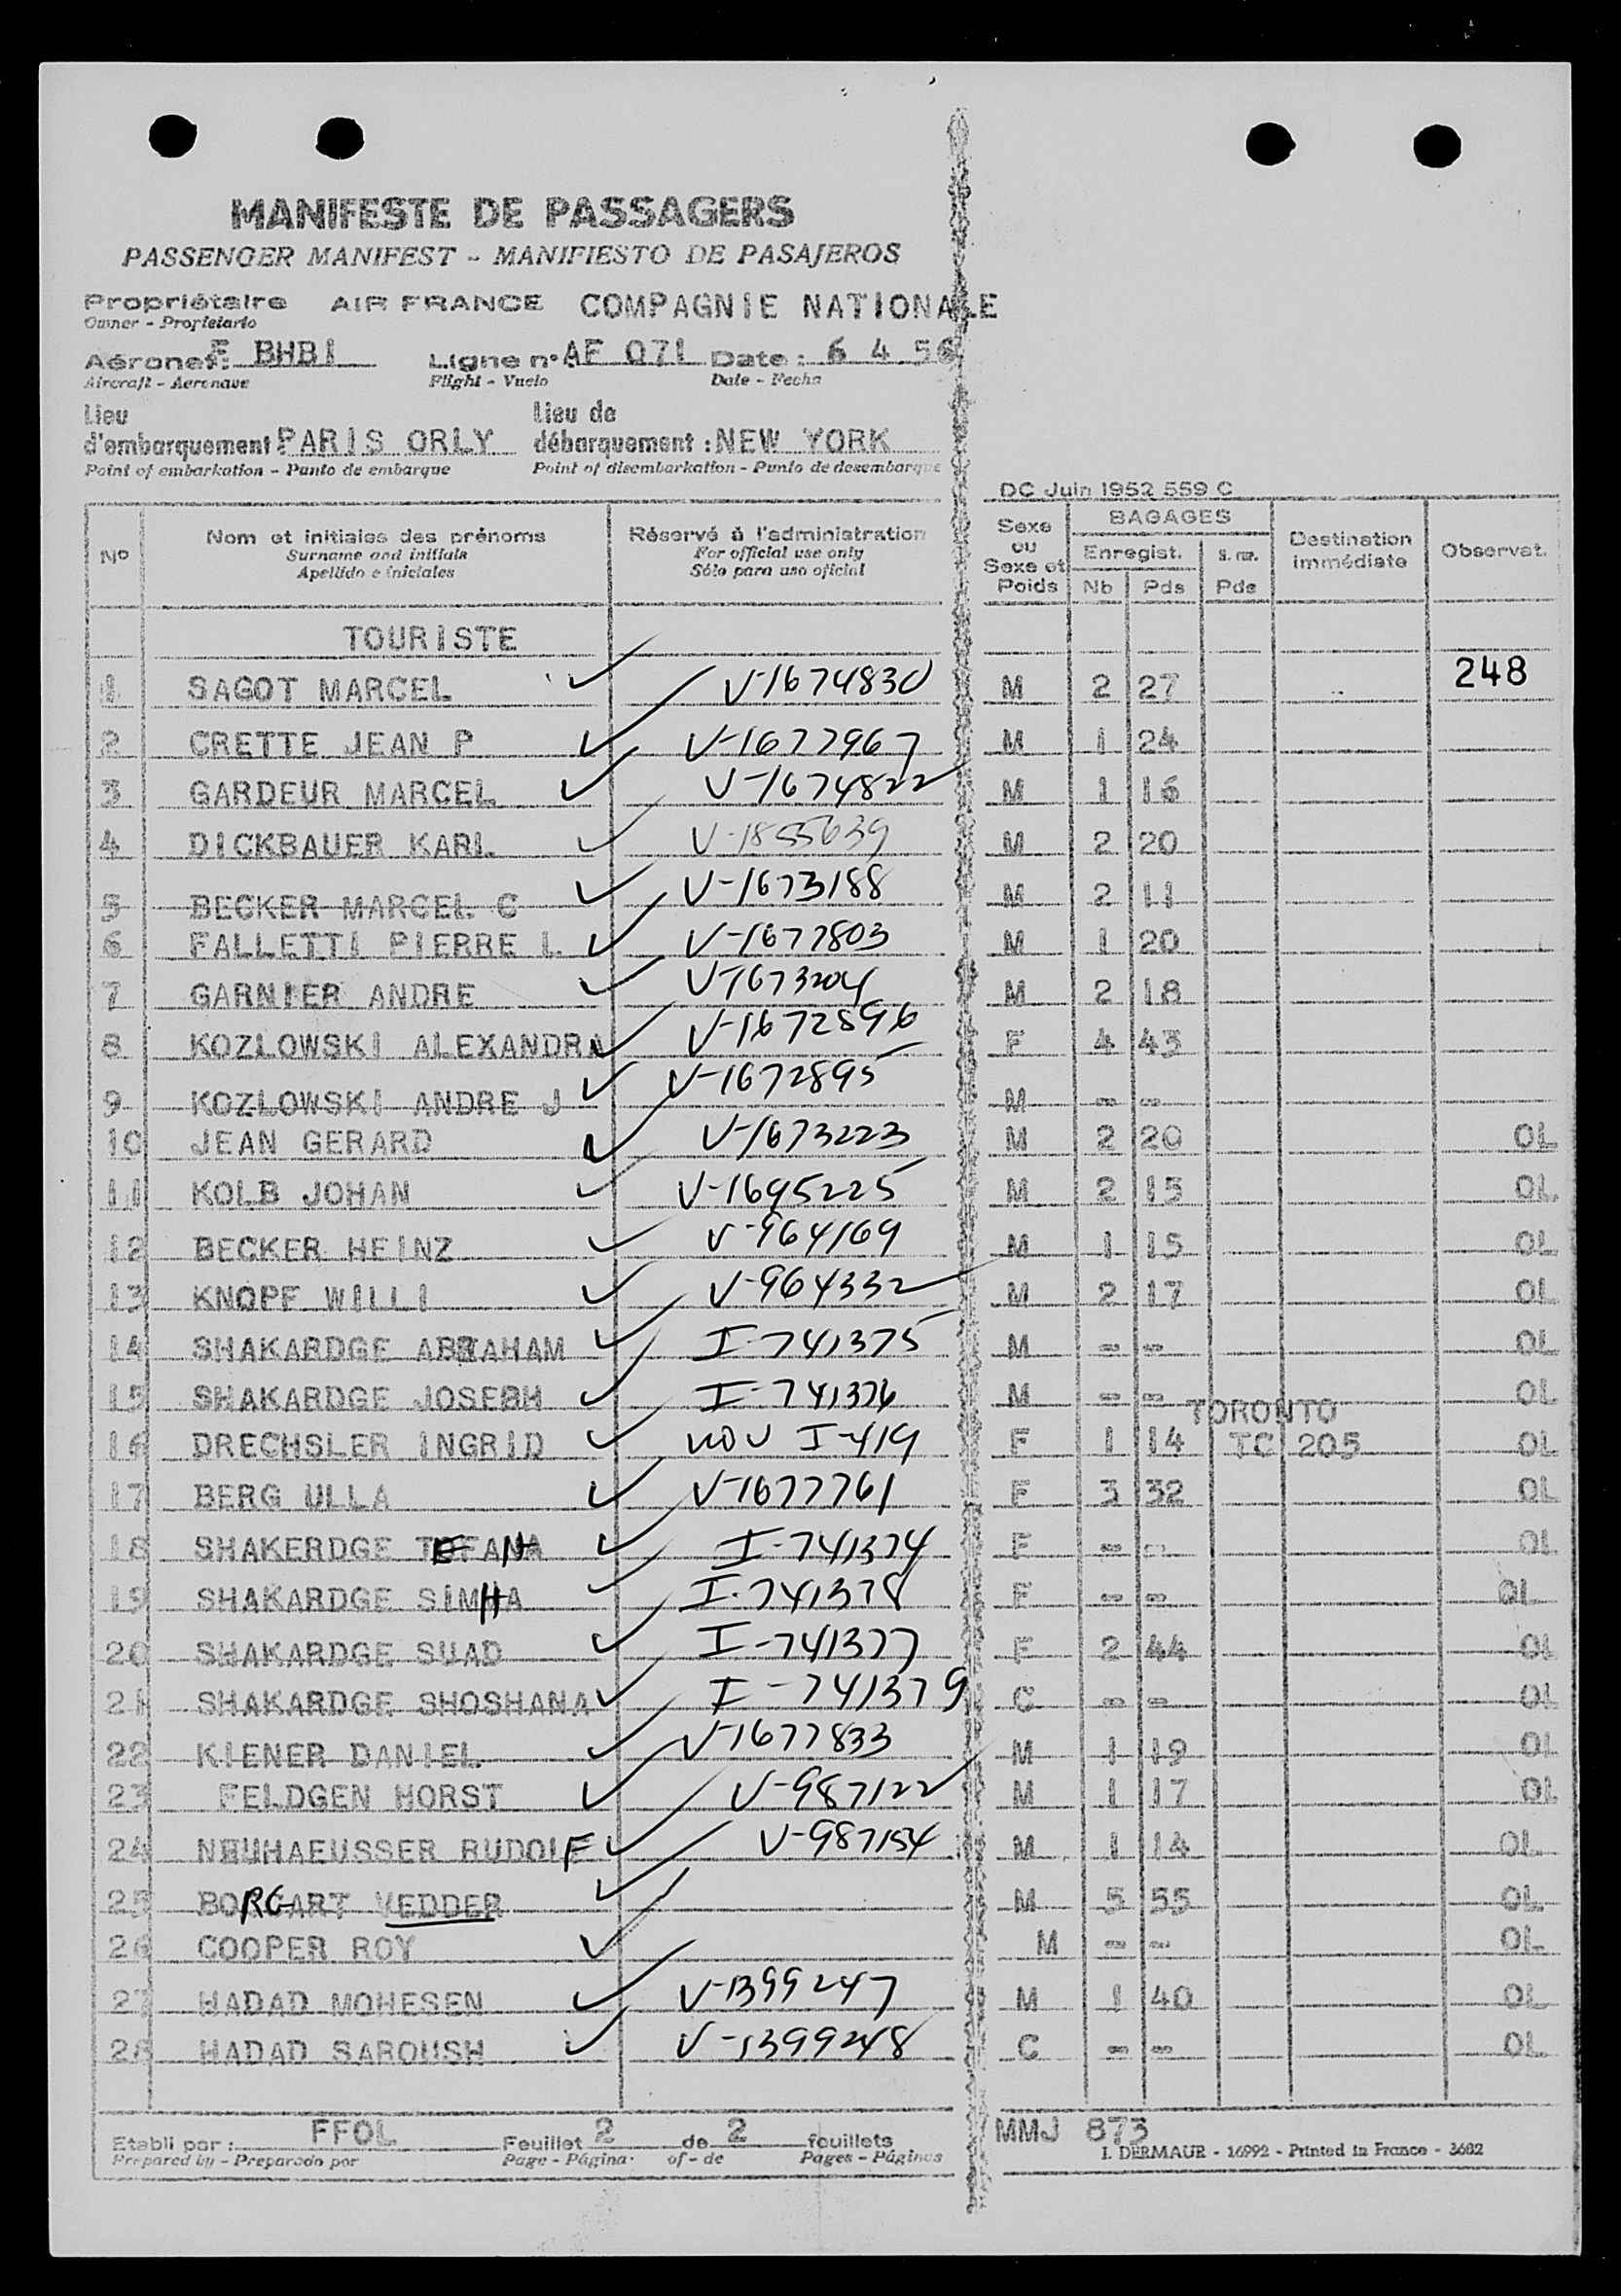 MANIFESTE DE PASSAGERS
PASSENGER MANIFEST - MANIFIESTO DE PASAJEROS
Propriétaire AIR FRANCE COMPAGNIE NATIONALE
Owner - Propietario
Aéronef: F BHBI Ligne n° AF 071 Date : 6 4 56
Aircraft - Aeronave Flight - Vuelo Date - Fecha
Lieu Lieu de
d'embarquement : PARIS ORLY débarquement : NEW YORK
Point of embarkation - Punto de embarque Point of disembarkation - Punto de desembarque
DC Juin 1952 559 C
N° Nom et initiales des prénoms Réservé à l'administration Sexe ou Sexe et Poids BAGAGES Destination immédiate Observat.
Surname and initials For official use only Enregist. S. m.
Apellido e iniciales Sólo para uso oficial Nb Pds Pds
TOURISTE
248
1 SAGOT MARCEL V-1674830 M 2 27
2 CRETTE JEAN P V-1677967 M 1 24
3 GARDEUR MARCEL V-1674822 M 1 16
4 DICKBAUER KARL V-1855639 M 2 20
5 BECKER MARCEL C V-1673188 M 2 11
6 FALLETTI PIERRE L V-1677803 M 1 20
7 GARNIER ANDRE V-1673204 M 2 18
8 KOZLOWSKI ALEXANDRA V-1672896 F 4 43
9 KOZLOWSKI ANDRE J V-1672895 M - -
10 JEAN GERARD V-1673223 M 2 20 OL
11 KOLB JOHAN V-1695225 M 2 15 OL
12 BECKER HEINZ V-964169 M 1 15 OL
13 KNOPF WILLI V-964332 M 2 17 OL
14 SHAKARDGE ABRAHAM I-741375 M - - OL
15 SHAKARDGE JOSEPH I-741376 M - - OL
TORONTO
16 DRECHSLER INGRID NOV I-419 F 1 14 TC 205 OL
17 BERG ULLA V-1677761 F 3 32 OL
18 SHAKERDGE TEFAHA I-741374 F - - OL
19 SHAKARDGE SIMHA I-741378 F - - OL
20 SHAKARDGE SUAD I-741377 F 2 44 OL
21 SHAKARDGE SHOSHANA I-741379 C - - OL
22 KIENER DANIEL V-1677833 M 1 19 OL
23 FELDGEN HORST V-987122 M 1 17 OL
24 NEUHAEUSSER RUDOLF V-987154 M 1 14 OL
25 BORGART VEDDER M 5 55 OL
26 COOPER ROY M - - OL
27 HADAD MOHESEN V-1399247 M 1 40 OL
28 HADAD SAROUSH V-1399248 C - - OL
Etabli par : FFOL Feuillet 2 de 2 feuillets MMJ 873
Prepared by - Preparado por Page - Página of - de Pages - Páginas I. DERMAUR - 16992 - Printed in France - 3682